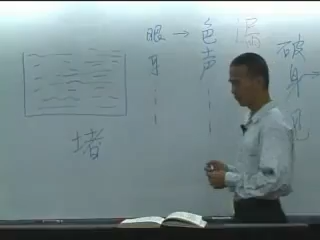 眼 → 色 漏
耳 声
堵
破
身
见